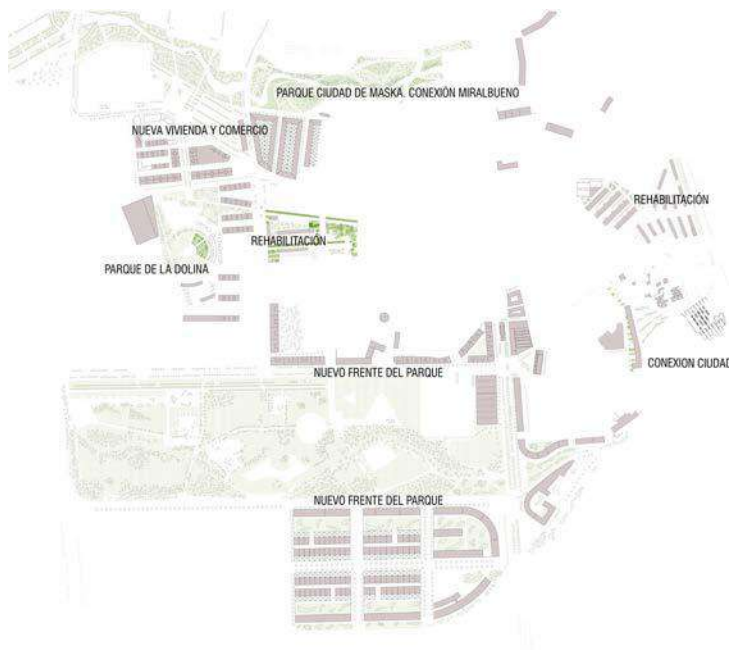 PARQUE CIUDAD DE MASKA. CONEXIÓN MIRALBUENO
NUEVA VIVIENDA Y COMERCIO
REHABILITACIÓN
REHABILITACIÓN
PARQUE DE LA DOLINA
CONEXION CIUDAD
NUEVO FRENTE DEL PARQUE
NUEVO FRENTE DEL PARQUE